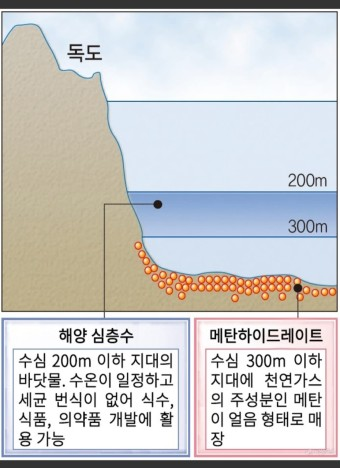 독도
200m
300m
해양 심층수
수심 200m 이하 지대의
바닷물. 수온이 일정하고
세균 번식이 없어 식수,
식품, 의약품 개발에 활
용 가능
메탄하이드레이트
수심 300m 이하
지대에 천연가스
의 주성분인 메탄
이 얼음 형태로 매
장